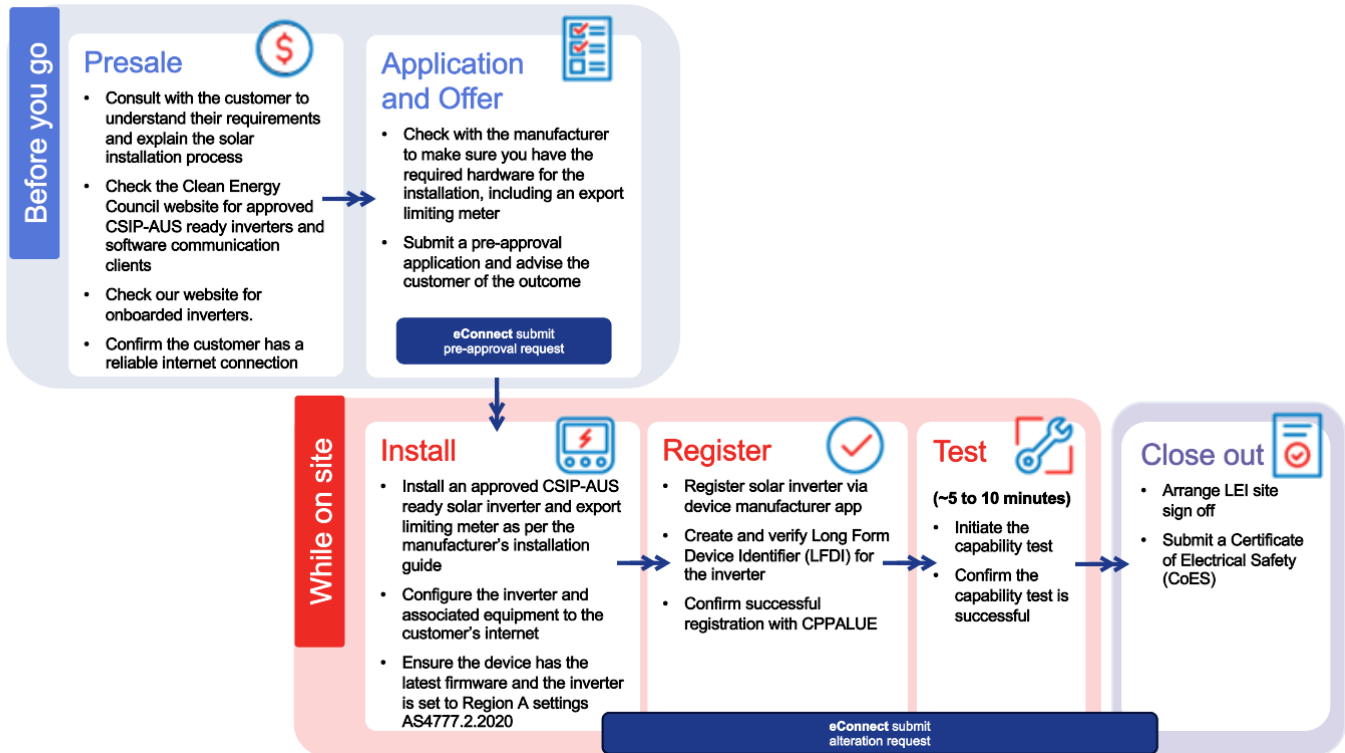 Before you go
Presale
• Consult with the customer to
understand their requirements
and explain the solar
installation process
• Check the Clean Energy
Council website for approved
CSIP-AUS ready inverters and
software communication
clients
• Check our website for
onboarded inverters.
• Confirm the customer has a
reliable internet connection
Application
and Offer
• Check with the manufacturer
to make sure you have the
required hardware for the
installation, including an export
limiting meter
• Submit a pre-approval
application and advise the
customer of the outcome
eConnect submit
pre-approval request
While on site
Install
• Install an approved CSIP-AUS
ready solar inverter and export
limiting meter as per the
manufacturer's installation
guide
• Configure the inverter and
associated equipment to the
customer's internet
• Ensure the device has the
latest firmware and the inverter
is set to Region A settings
AS4777.2.2020
Register
• Register solar inverter via
device manufacturer app
• Create and verify Long Form
Device Identifier (LFDI) for
the inverter
• Confirm successful
registration with CPPALUE
Test
(~5 to 10 minutes)
• Initiate the
capability test
• Confirm the
capability test is
successful
Close out
• Arrange LEI site
sign off
• Submit a Certificate
of Electrical Safety
(CoES)
eConnect submit
alteration request